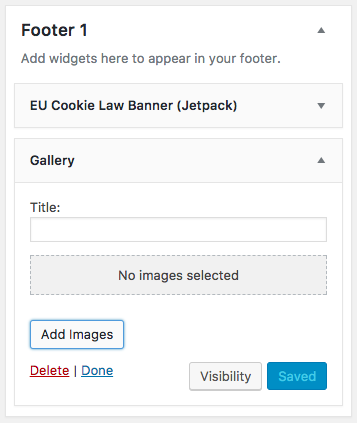 Footer 1
Add widgets here to appear in your footer.
EU Cookie Law Banner (Jetpack)
Gallery
Title:
No images selected
Add Images
Delete | Done
Visibility
Saved